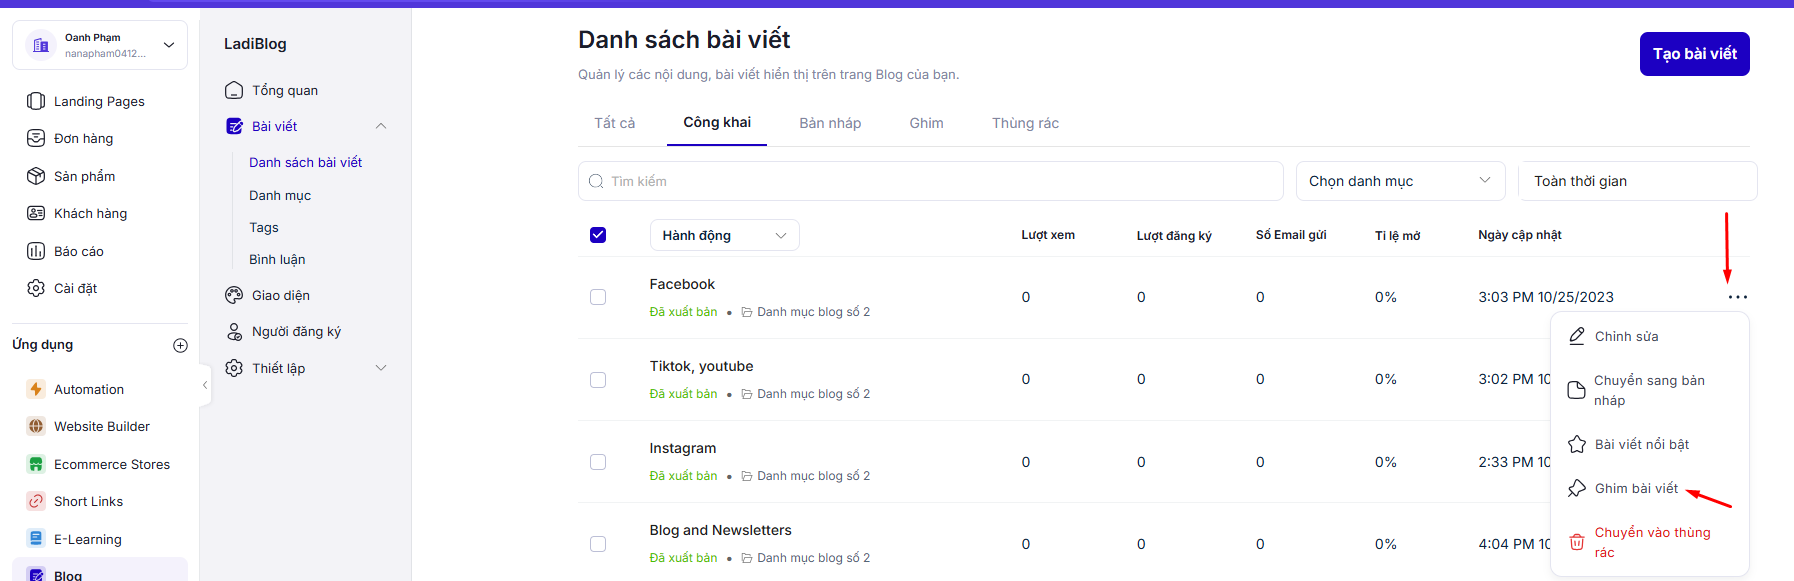 Oanh Phạm
nanapham0412...
Landing Pages
Đơn hàng
Sản phẩm
Khách hàng
Báo cáo
Cài đặt
Ứng dụng
Automation
Website Builder
Ecommerce Stores
Short Links
E-Learning
Blog
LadiBlog
Tổng quan
Bài viết
Danh sách bài viết
Danh mục
Tags
Bình luận
Giao diện
Người đăng ký
Thiết lập
Danh sách bài viết
Quản lý các nội dung, bài viết hiển thị trên trang Blog của bạn.
Tạo bài viết
Tất cả Công khai Bản nháp Ghim Thùng rác
Tìm kiếm Chọn danh mục Toàn thời gian
Hành động Lượt xem Lượt đăng ký Số Email gửi Tỉ lệ mở Ngày cập nhật
Facebook
Đã xuất bản • Danh mục blog số 2
0 0 0 0% 3:03 PM 10/25/2023 ...
Tiktok, youtube
Đã xuất bản • Danh mục blog số 2
0 0 0 0% 3:02 PM 10
Instagram
Đã xuất bản • Danh mục blog số 2
0 0 0 0% 2:33 PM 10
Blog and Newsletters
Đã xuất bản • Danh mục blog số 2
0 0 0 0% 4:04 PM 10
Chỉnh sửa
Chuyển sang bản
nháp
Bài viết nổi bật
Ghim bài viết
Chuyển vào thùng
rác